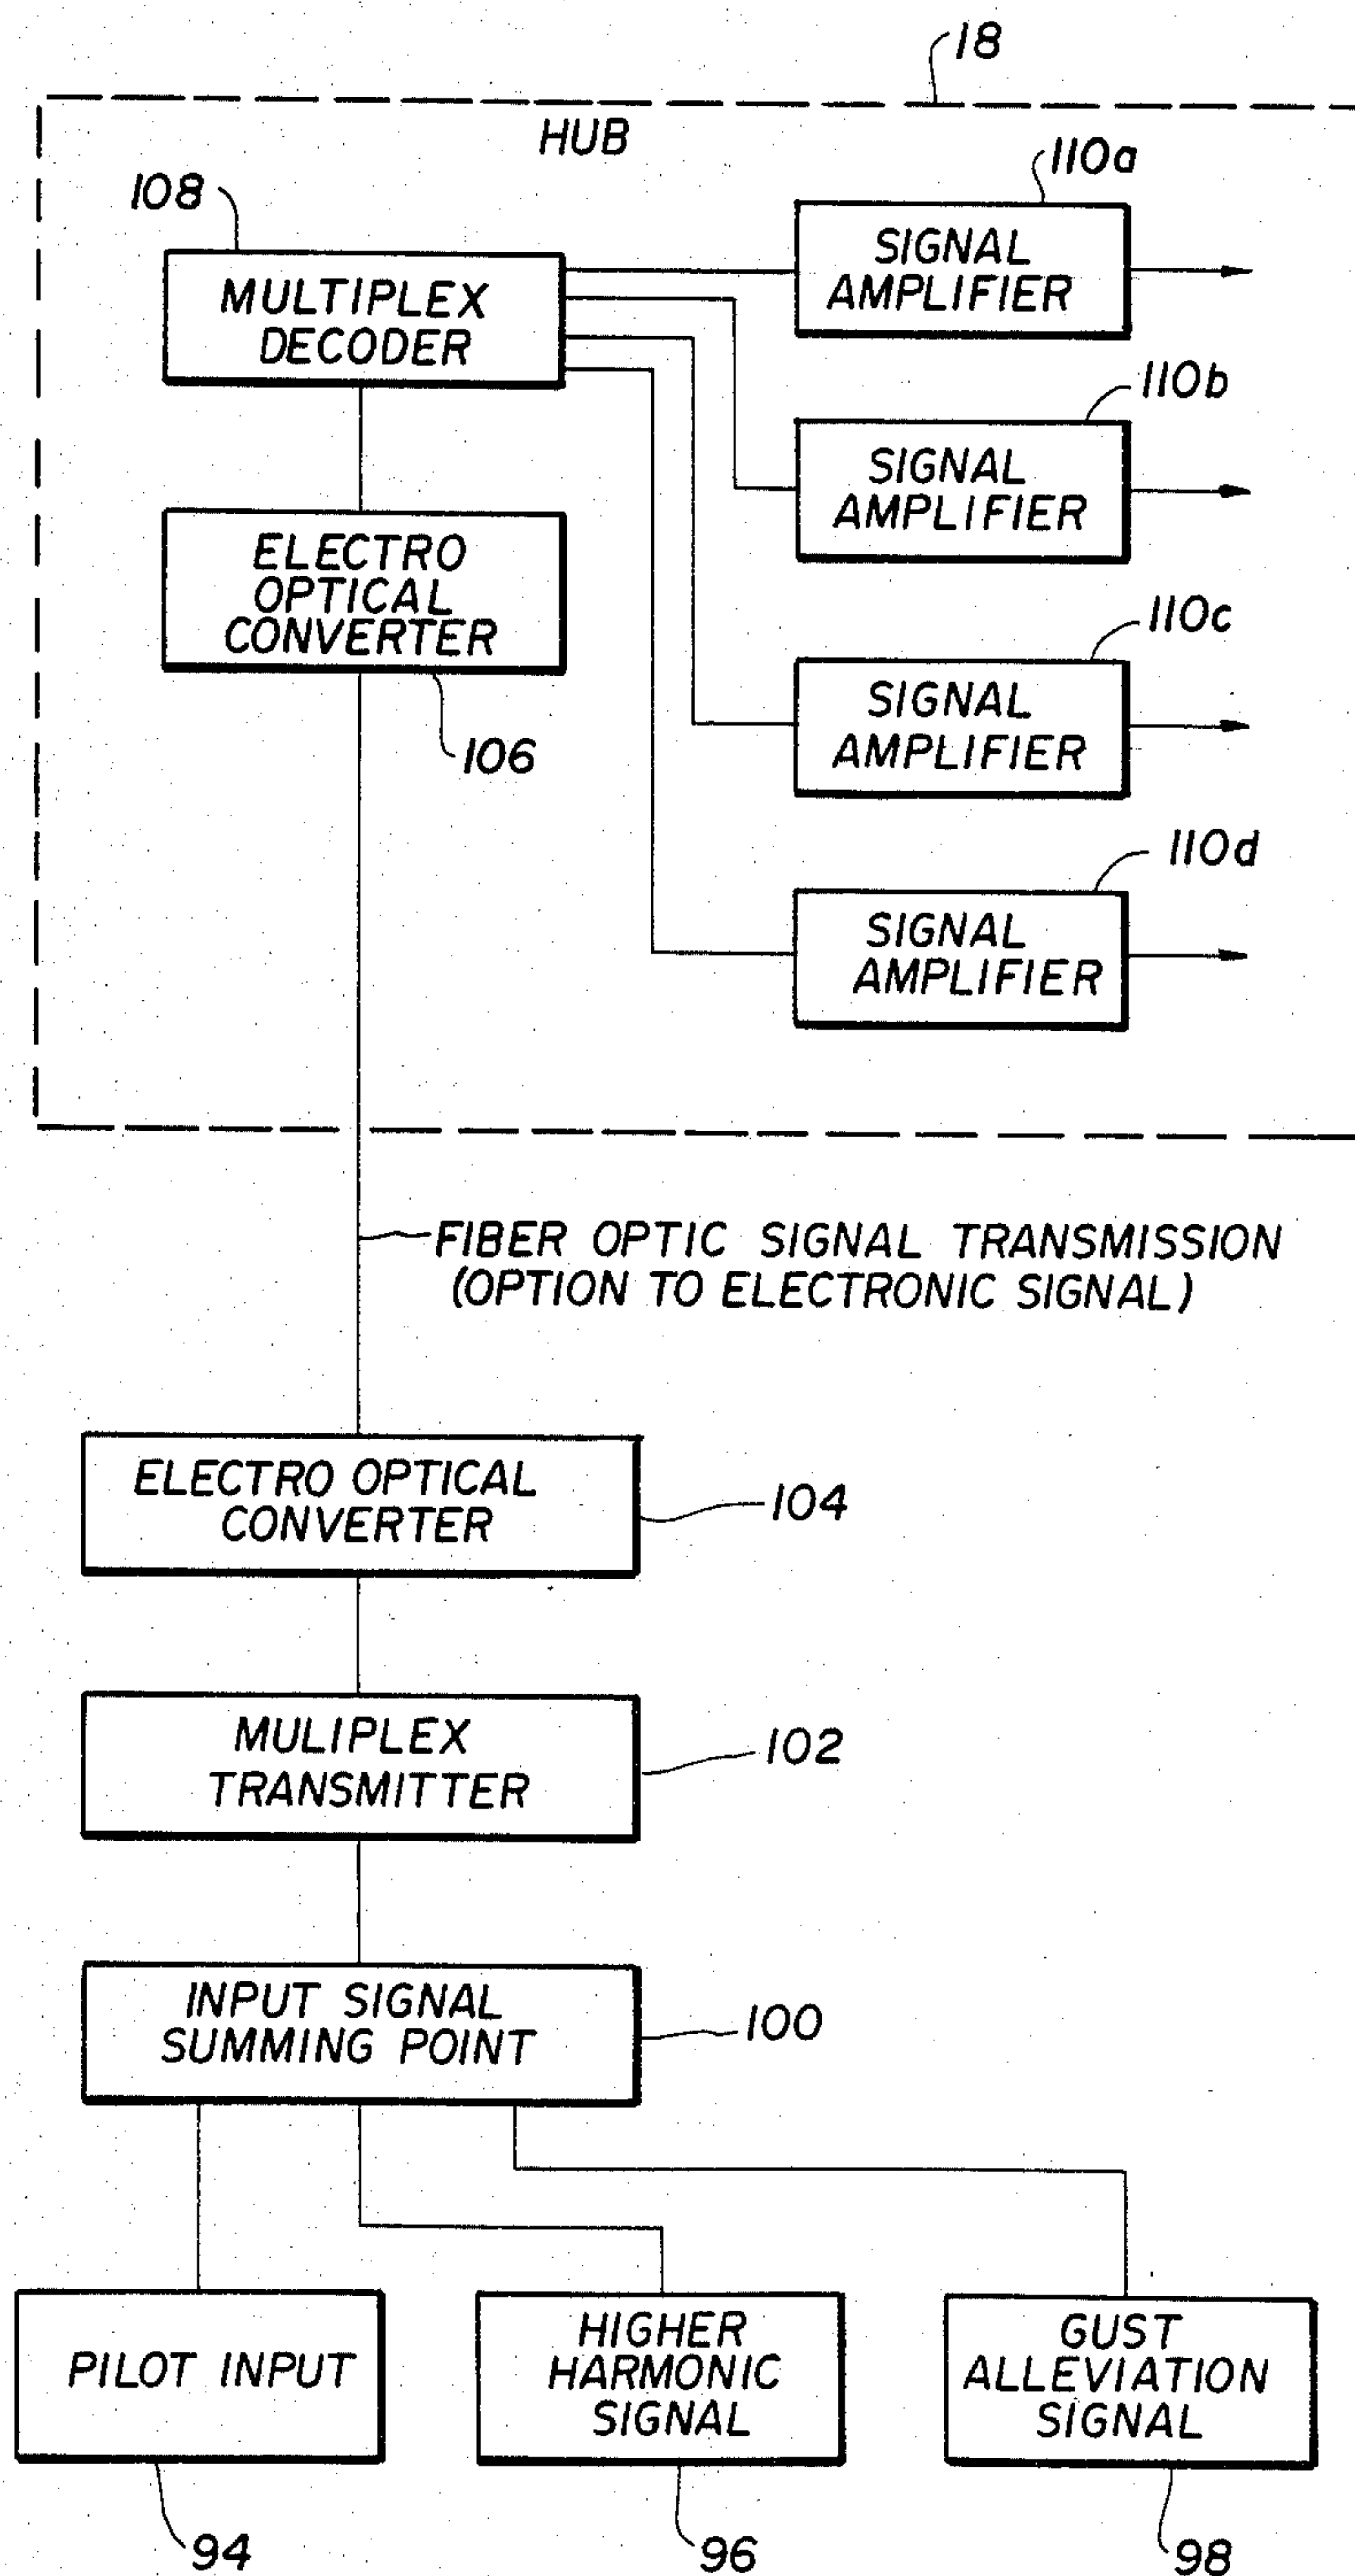 18
HUB
110a
108
SIGNAL
AMPLIFIER
MULTIPLEX
DECODER
110b
SIGNAL
AMPLIFIER
ELECTRO
OPTICAL
CONVERTER
110c
SIGNAL
AMPLIFIER
106
110d
SIGNAL
AMPLIFIER
FIBER OPTIC SIGNAL TRANSMISSION
(OPTION TO ELECTRONIC SIGNAL)
ELECTRO OPTICAL
CONVERTER
104
MULIPLEX
TRANSMITTER
102
INPUT SIGNAL
SUMMING POINT
100
PILOT INPUT
HIGHER
HARMONIC
SIGNAL
GUST
ALLEVIATION
SIGNAL
94
96
98